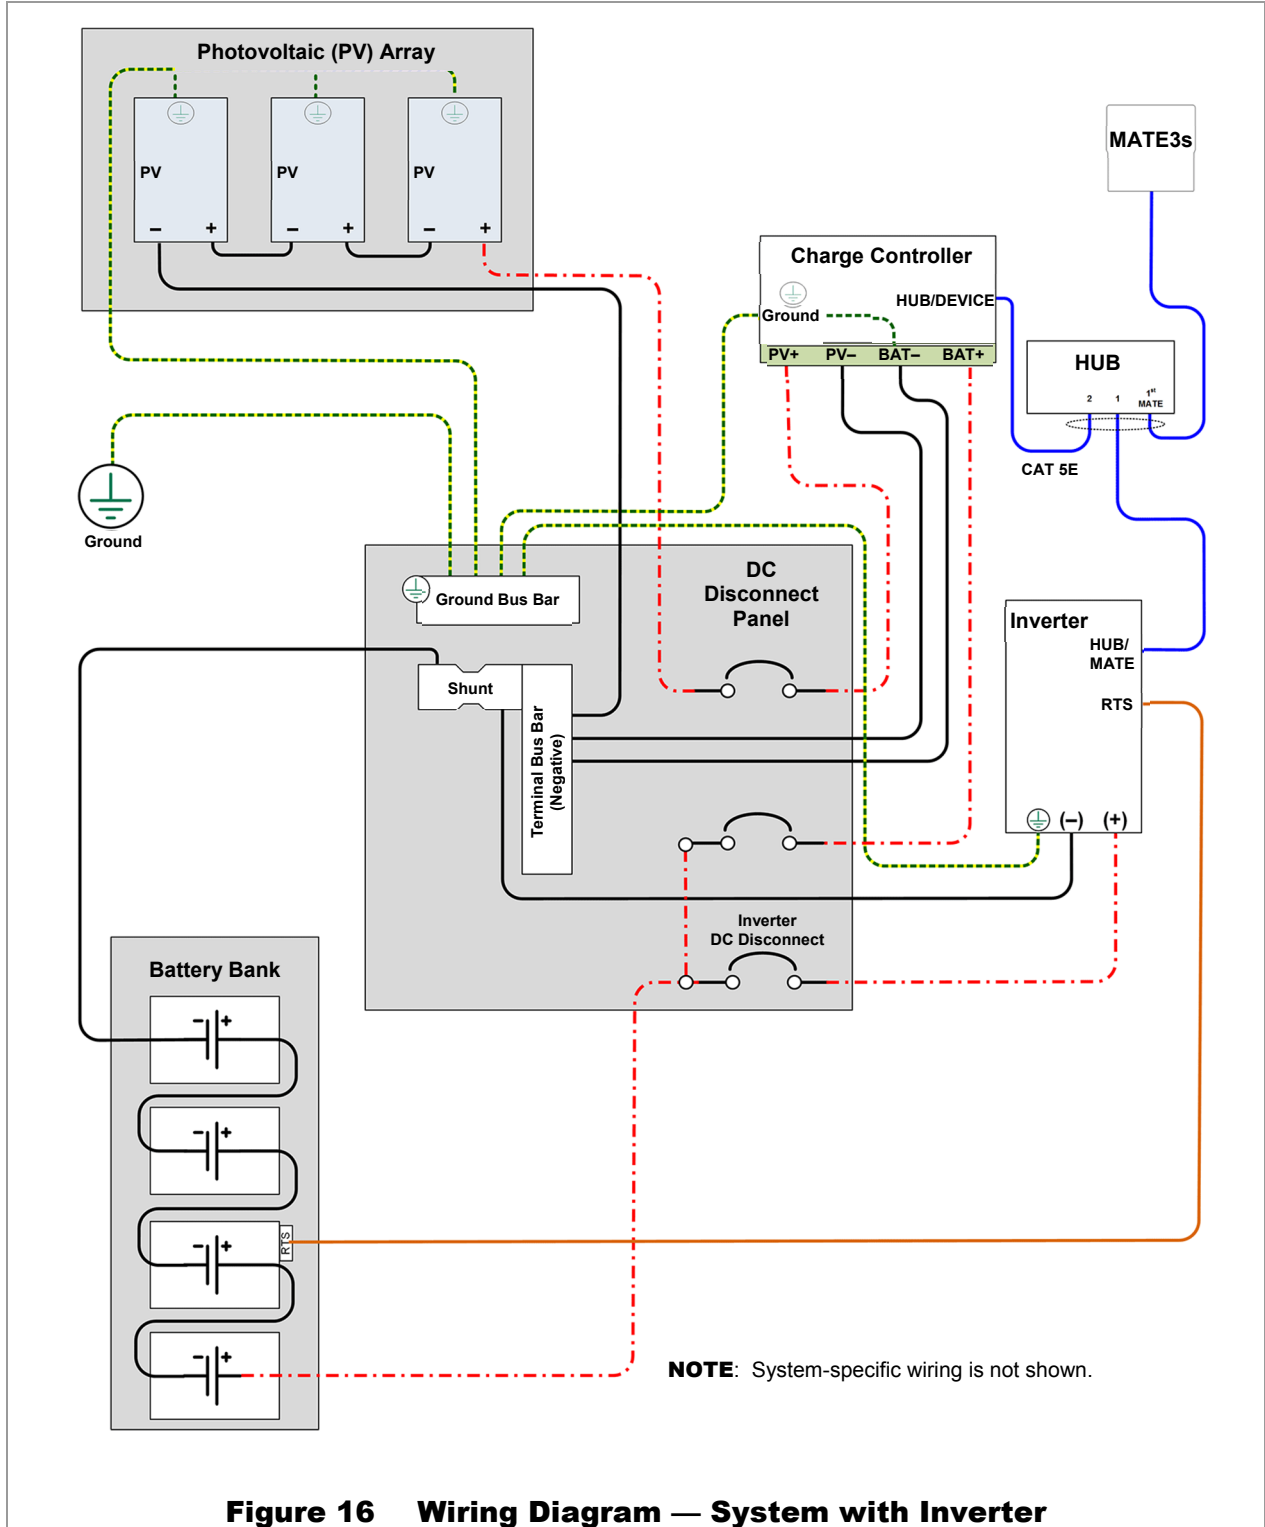 Photovoltaic (PV) Array
PV
PV
PV
– +
– +
– +
MATE3s
Charge Controller
HUB/DEVICE
Ground
PV+ PV– BAT– BAT+
HUB
2 1 1st
MATE
CAT 5E
Ground
DC
Disconnect
Panel
Ground Bus Bar
Shunt
Terminal Bus Bar
(Negative)
Inverter
HUB/
MATE
RTS
(–) (+)
Inverter
DC Disconnect
Battery Bank
- +
- +
- +
RTS
- +
NOTE: System-specific wiring is not shown.
Figure 16 Wiring Diagram — System with Inverter